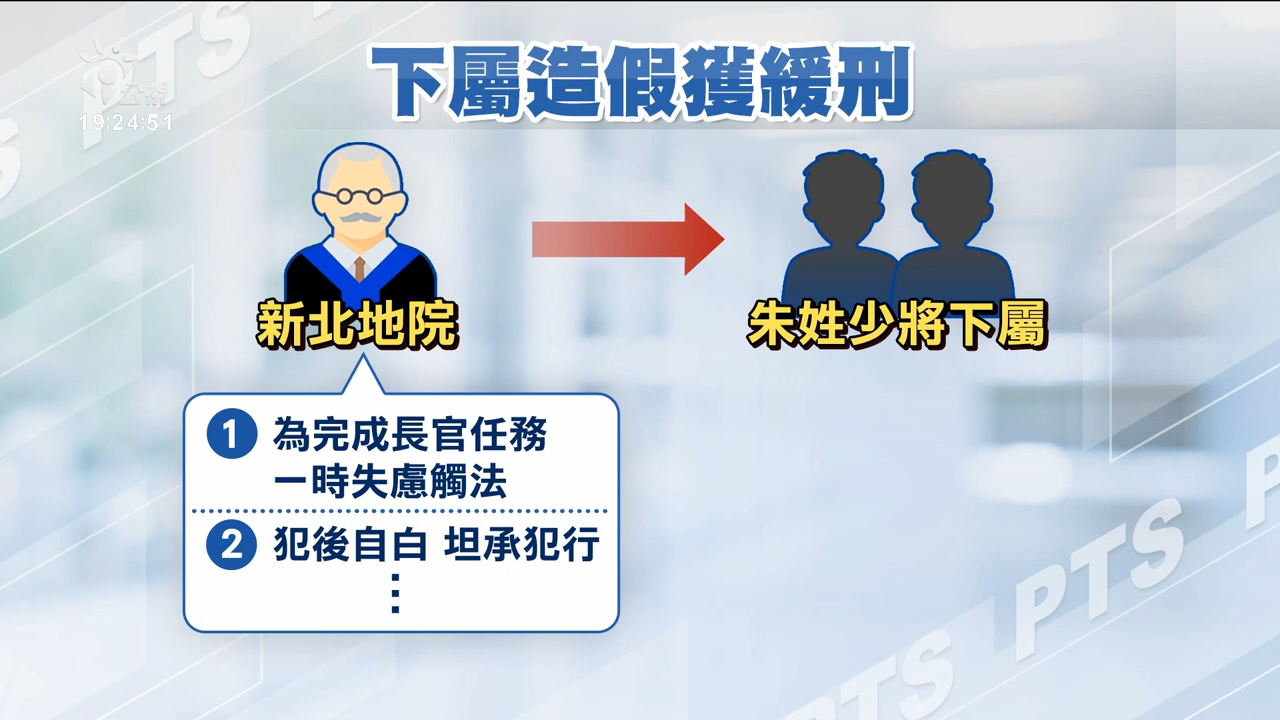 下屬造假獲緩刑
公視
19:24:51
新北地院
朱姓少將下屬
1 為完成長官任務
一時失慮觸法
2 犯後自白 坦承犯行
⋮
PTS
PTS
PTS